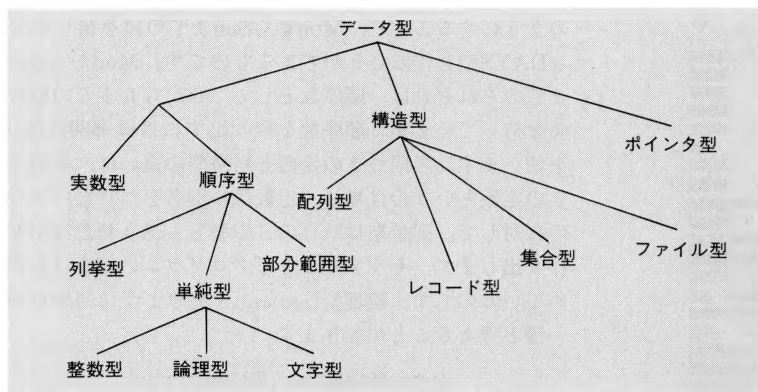 データ型
構造型
ポインタ型
実数型
順序型
配列型
列挙型
部分範囲型
レコード型
集合型
ファイル型
単純型
整数型
論理型
文字型